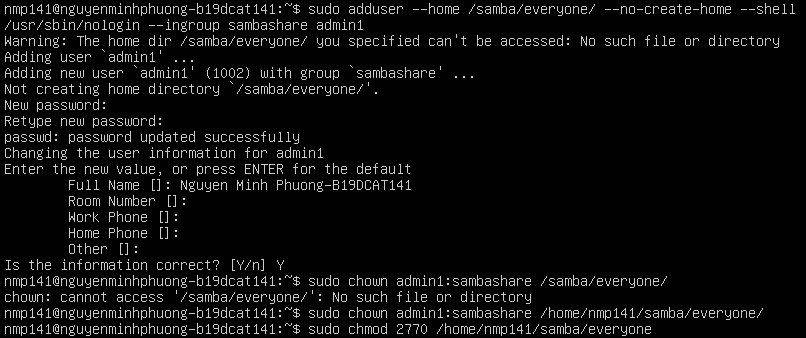 nmp141@nguyenminhphuong-b19dcat141:~$ sudo adduser --home /samba/everyone/ --no-create-home --shell
/usr/sbin/nologin --ingroup sambashare admin1
Warning: The home dir /samba/everyone/ you specified can't be accessed: No such file or directory
Adding user `admin1' ...
Adding new user `admin1' (1002) with group `sambashare' ...
Not creating home directory `/samba/everyone/'.
New password:
Retype new password:
passwd: password updated successfully
Changing the user information for admin1
Enter the new value, or press ENTER for the default
        Full Name []: Nguyen Minh Phuong-B19DCAT141
        Room Number []:
        Work Phone []:
        Home Phone []:
        Other []:
Is the information correct? [Y/n] Y
nmp141@nguyenminhphuong-b19dcat141:~$ sudo chown admin1:sambashare /samba/everyone/
chown: cannot access '/samba/everyone/': No such file or directory
nmp141@nguyenminhphuong-b19dcat141:~$ sudo chown admin1:sambashare /home/nmp141/samba/everyone/
nmp141@nguyenminhphuong-b19dcat141:~$ sudo chmod 2770 /home/nmp141/samba/everyone